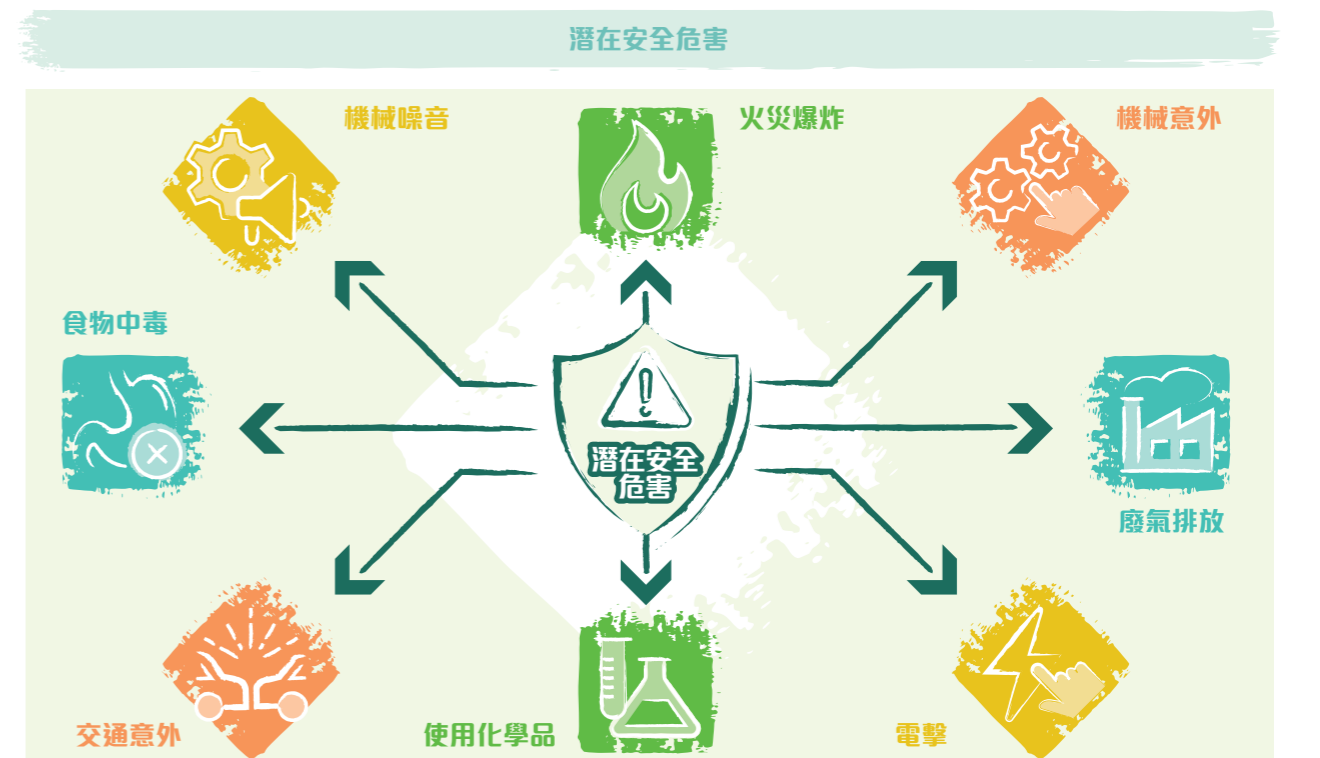 潛在安全危害
機械噪音
火災爆炸
機械意外
食物中毒
潛在安全
危害
廢氣排放
交通意外
使用化學品
電擊